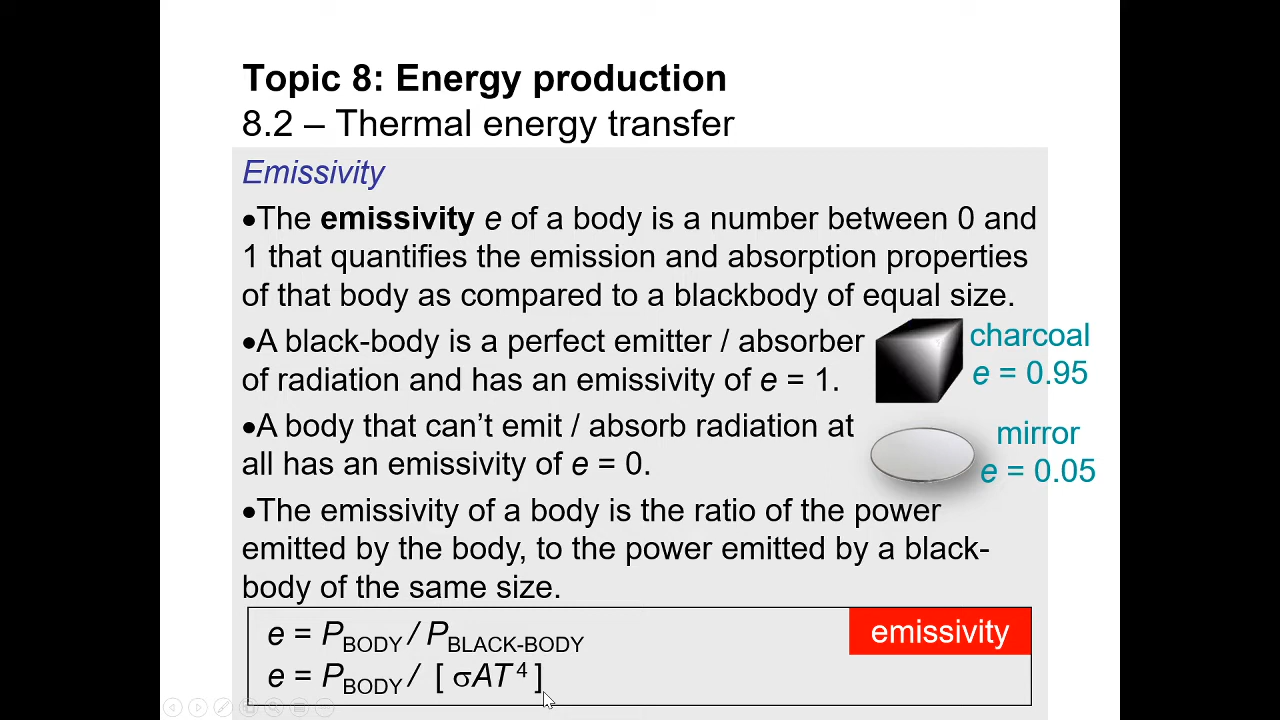 Topic 8: Energy production
8.2 – Thermal energy transfer
Emissivity
•The emissivity e of a body is a number between 0 and
1 that quantifies the emission and absorption properties
of that body as compared to a blackbody of equal size.
•A black-body is a perfect emitter / absorber
of radiation and has an emissivity of e = 1.
charcoal
e = 0.95
•A body that can’t emit / absorb radiation at
all has an emissivity of e = 0.
mirror
e = 0.05
•The emissivity of a body is the ratio of the power
emitted by the body, to the power emitted by a black-
body of the same size.
e = PBODY / PBLACK-BODY
e = PBODY / [ σAT⁴ ]
emissivity